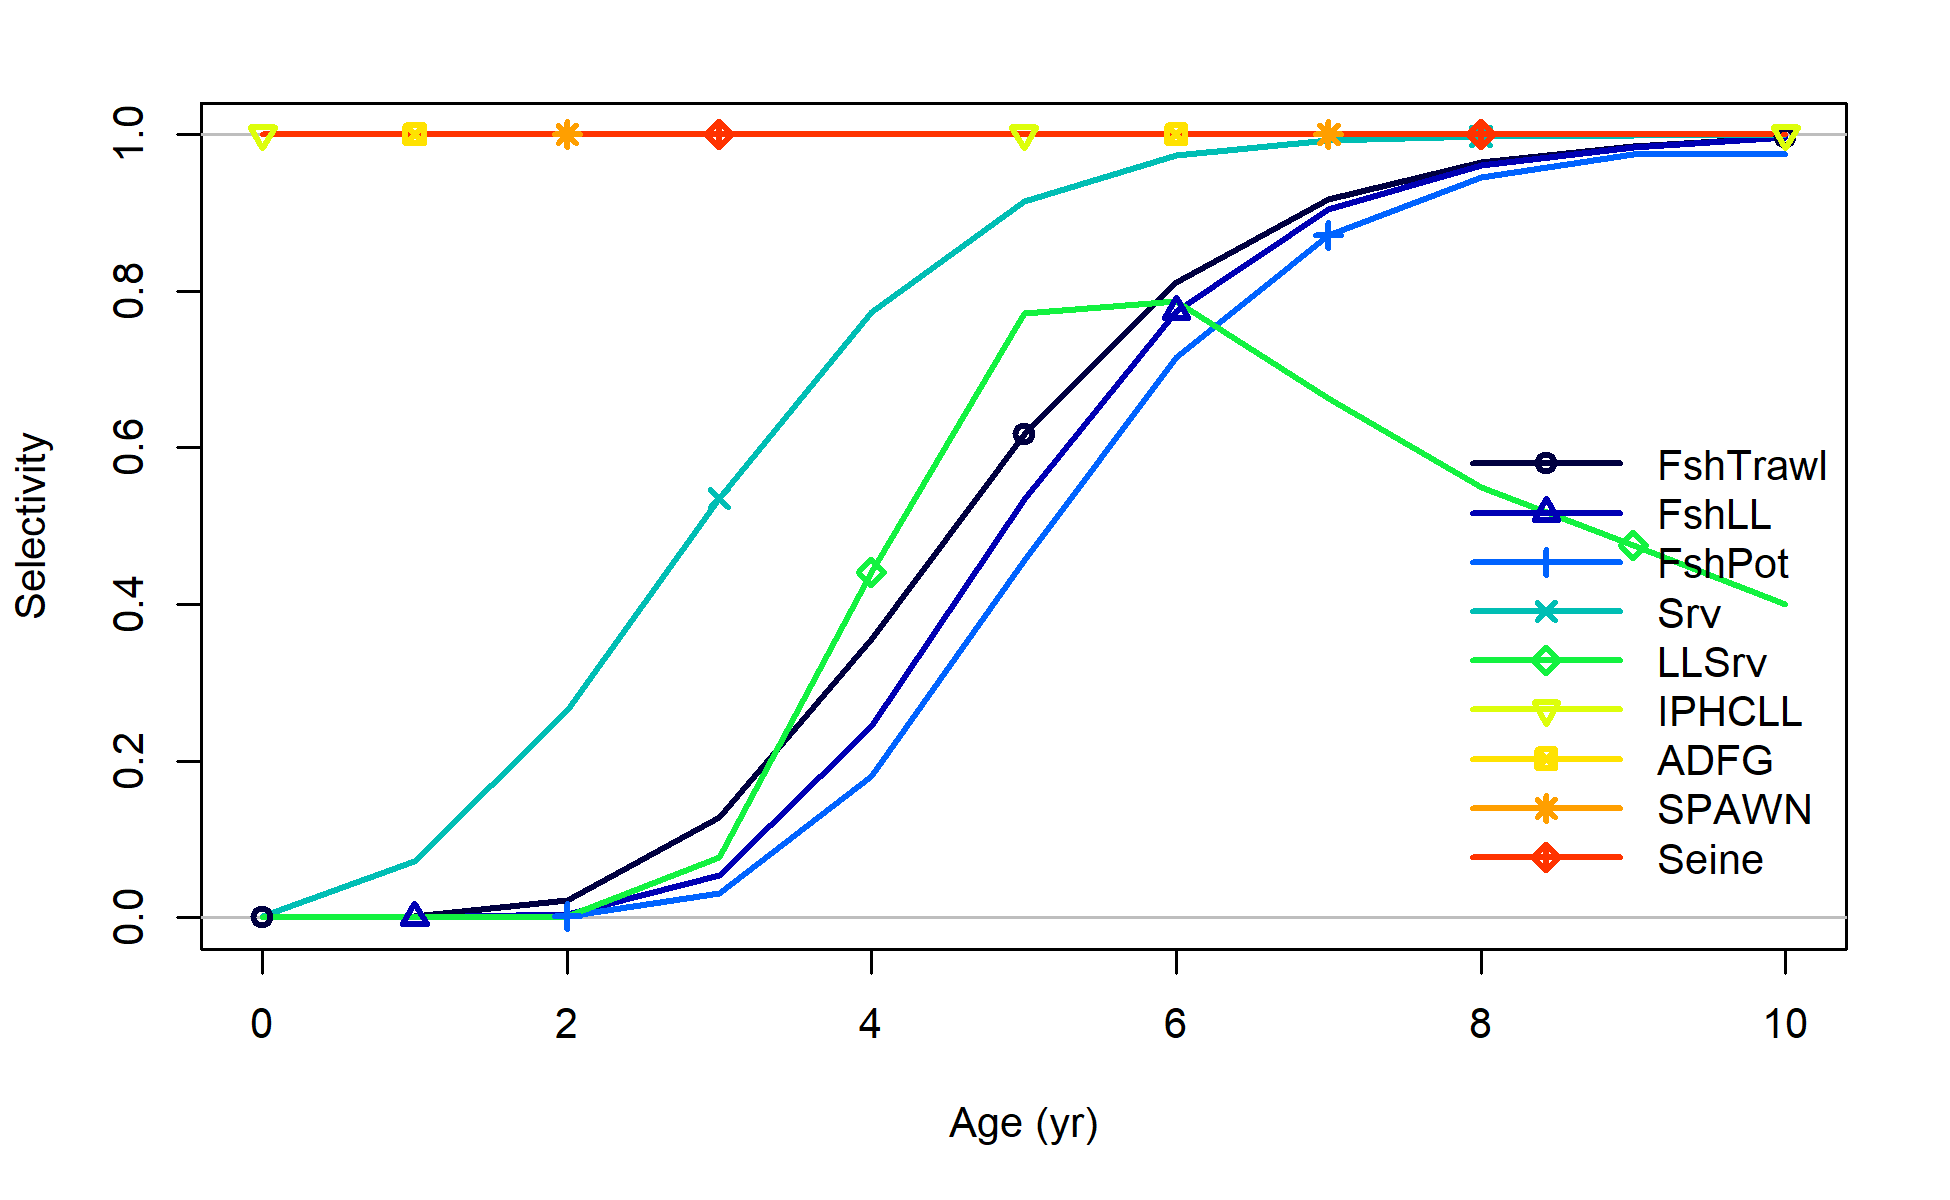 Selectivity
1.0
0.8
0.6
0.4
0.2
0.0
FshTrawl
FshLL
FshPot
Srv
LLSrv
IPHCLL
ADFG
SPAWN
Seine
0 2 4 6 8 10
Age (yr)